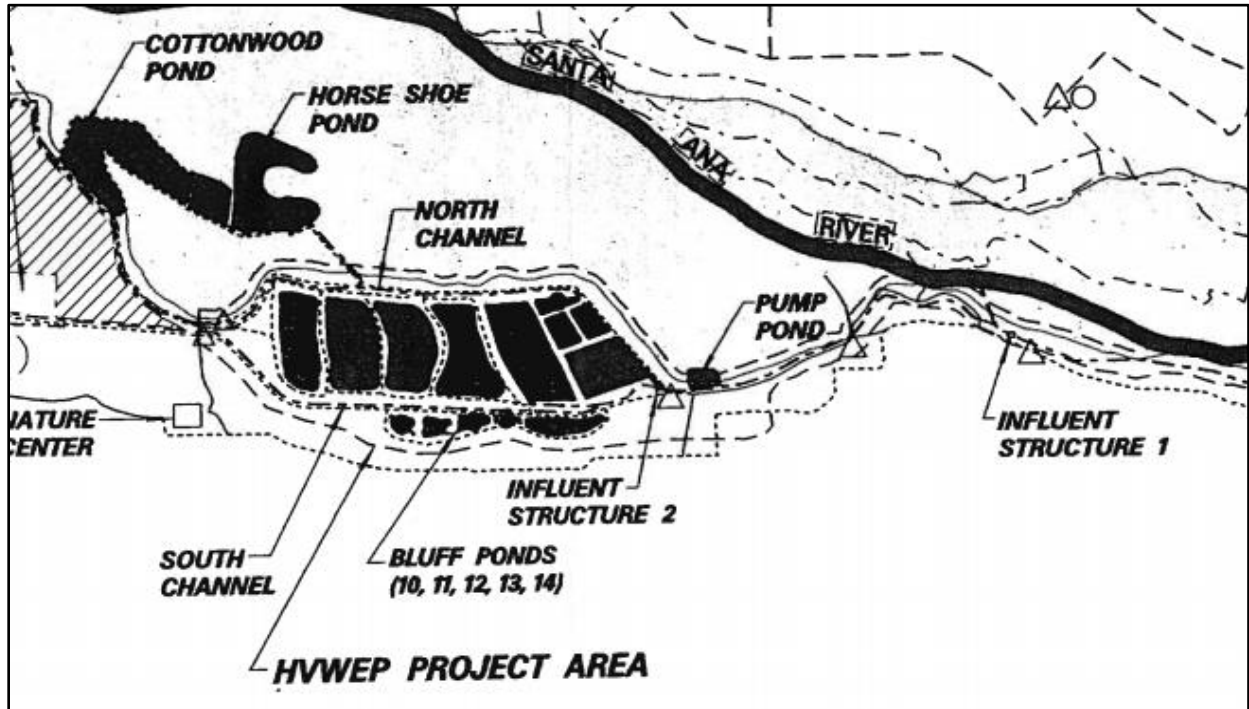 COTTONWOOD
POND
HORSE SHOE
POND
SANTA
ANA
RIVER
NORTH
CHANNEL
PUMP
POND
NATURE
CENTER
INFLUENT
STRUCTURE 1
INFLUENT
STRUCTURE 2
SOUTH
CHANNEL
BLUFF PONDS
(10, 11, 12, 13, 14)
HVWEP PROJECT AREA